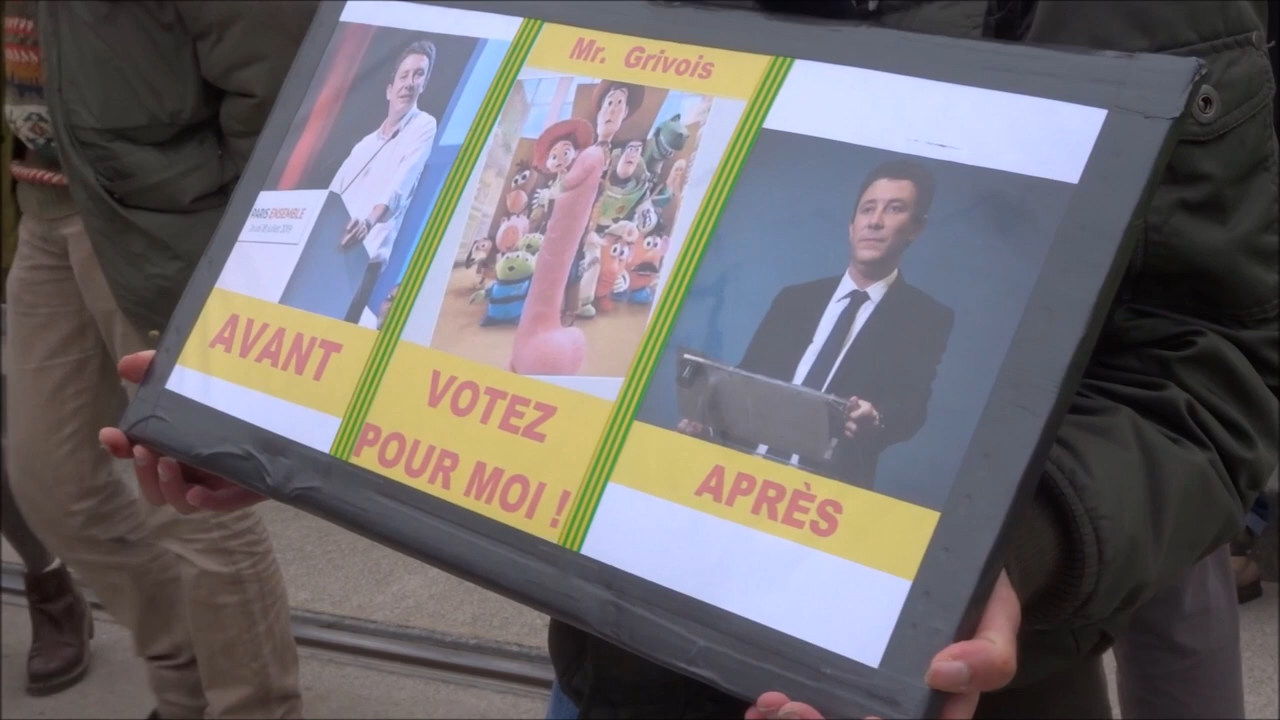 Mr. Grivois
PARIS ENSEMBLE
AVANT
VOTEZ
POUR MOI !
APRÈS